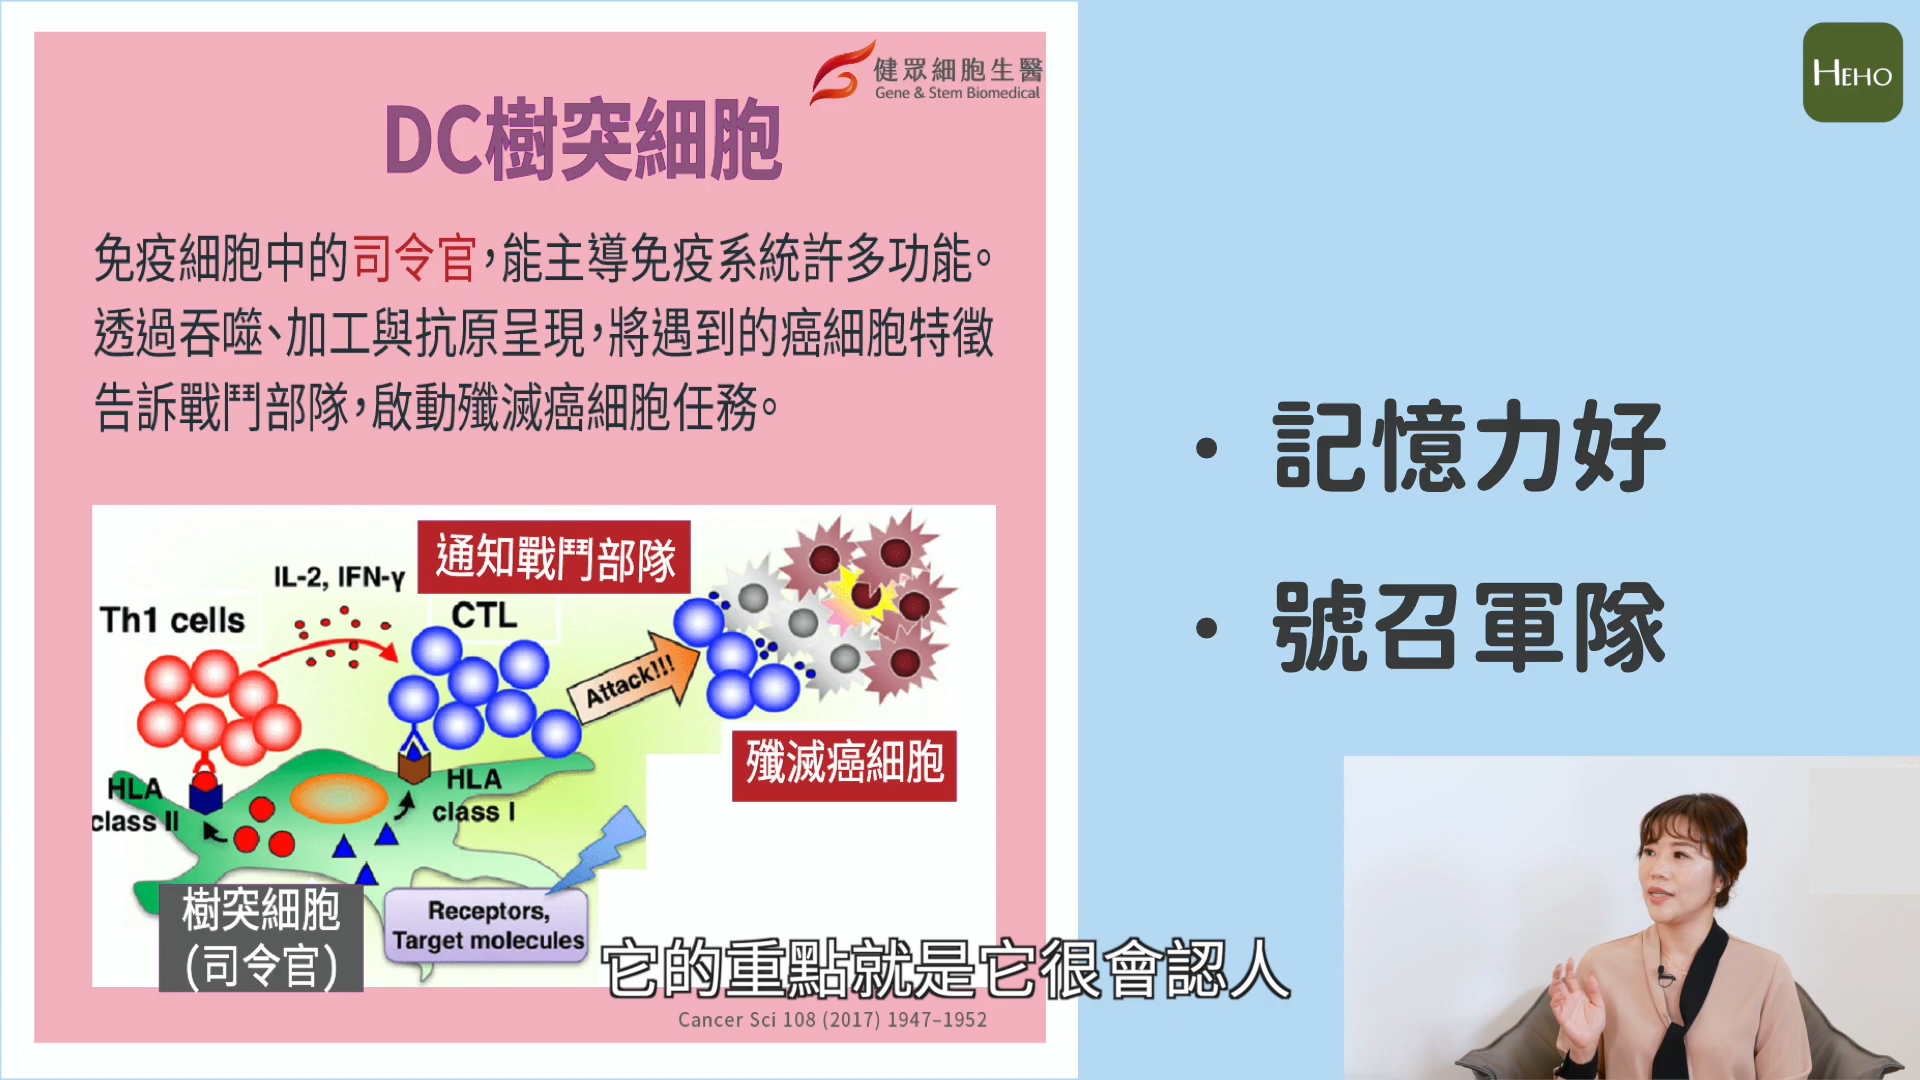 健眾細胞生醫
Gene & Stem Biomedical
HEHO
DC樹突細胞
免疫細胞中的司令官，能主導免疫系統許多功能。
透過吞噬、加工與抗原呈現，將遇到的癌細胞特徵
告訴戰鬥部隊，啟動殲滅癌細胞任務。
• 記憶力好
• 號召軍隊
通知戰鬥部隊
IL-2, IFN-γ
Th1 cells
CTL
Attack!!!
殲滅癌細胞
HLA
class II
HLA
class I
樹突細胞
(司令官)
Receptors,
Target molecules
它的重點就是它很會認人
Cancer Sci 108 (2017) 1947–1952